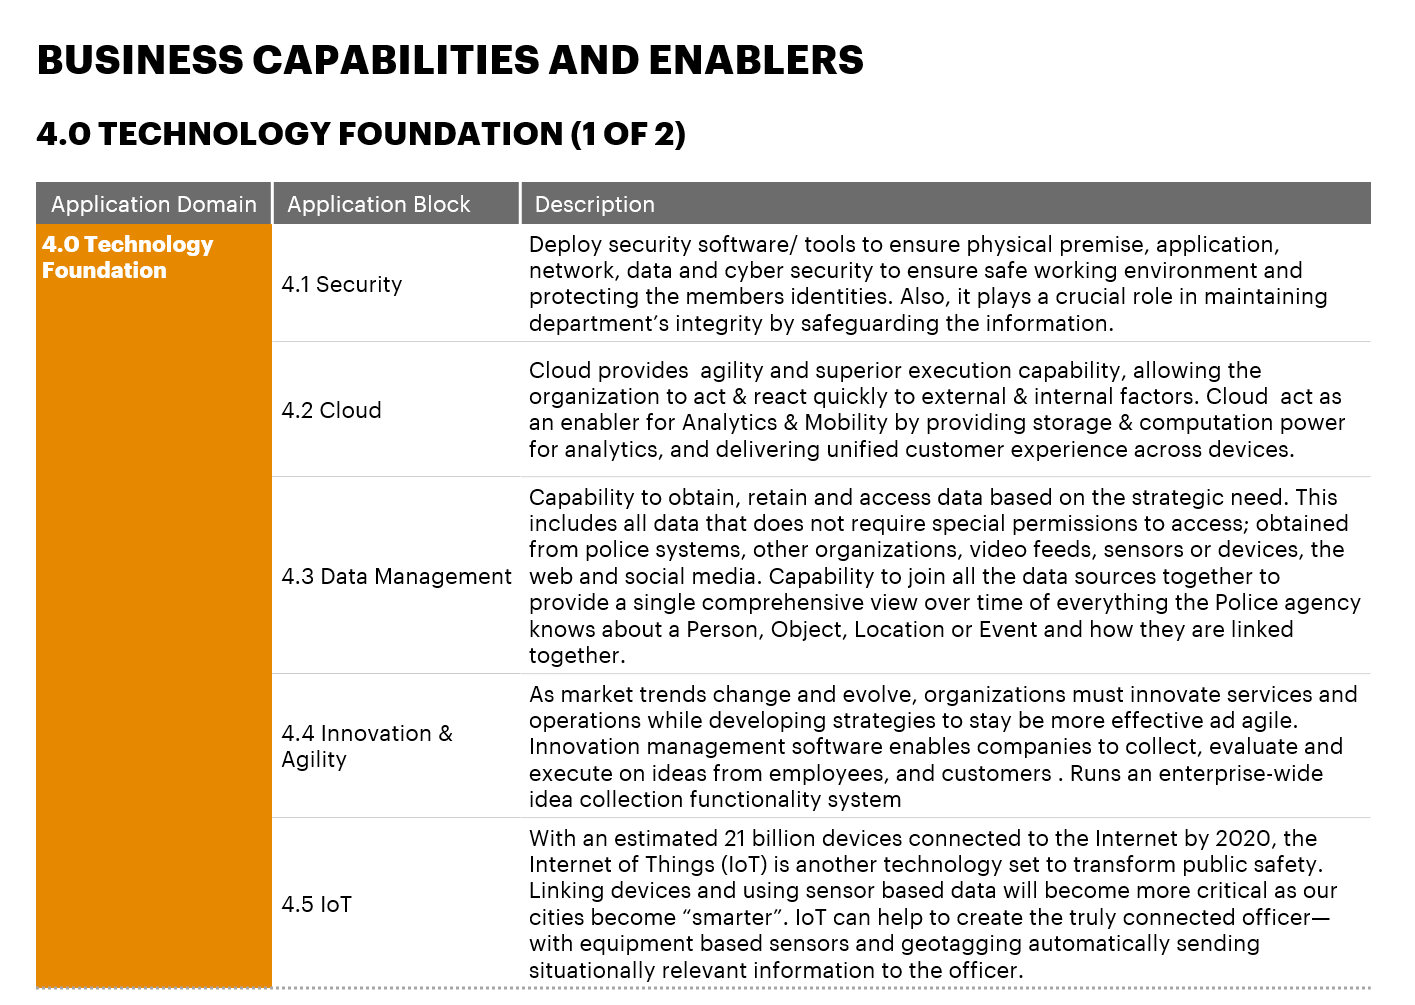 BUSINESS CAPABILITIES AND ENABLERS
4.0 TECHNOLOGY FOUNDATION (1 OF 2)
Application Domain
Application Block
Description
4.0 Technology
Foundation
4.1 Security
Deploy security software/ tools to ensure physical premise, application,
network, data and cyber security to ensure safe working environment and
protecting the members identities. Also, it plays a crucial role in maintaining
department’s integrity by safeguarding the information.
4.2 Cloud
Cloud provides  agility and superior execution capability, allowing the
organization to act & react quickly to external & internal factors. Cloud  act as
an enabler for Analytics & Mobility by providing storage & computation power
for analytics, and delivering unified customer experience across devices.
4.3 Data Management
Capability to obtain, retain and access data based on the strategic need. This
includes all data that does not require special permissions to access; obtained
from police systems, other organizations, video feeds, sensors or devices, the
web and social media. Capability to join all the data sources together to
provide a single comprehensive view over time of everything the Police agency
knows about a Person, Object, Location or Event and how they are linked
together.
4.4 Innovation &
Agility
As market trends change and evolve, organizations must innovate services and
operations while developing strategies to stay be more effective ad agile.
Innovation management software enables companies to collect, evaluate and
execute on ideas from employees, and customers . Runs an enterprise-wide
idea collection functionality system
4.5 IoT
With an estimated 21 billion devices connected to the Internet by 2020, the
Internet of Things (IoT) is another technology set to transform public safety.
Linking devices and using sensor based data will become more critical as our
cities become “smarter”. IoT can help to create the truly connected officer—
with equipment based sensors and geotagging automatically sending
situationally relevant information to the officer.